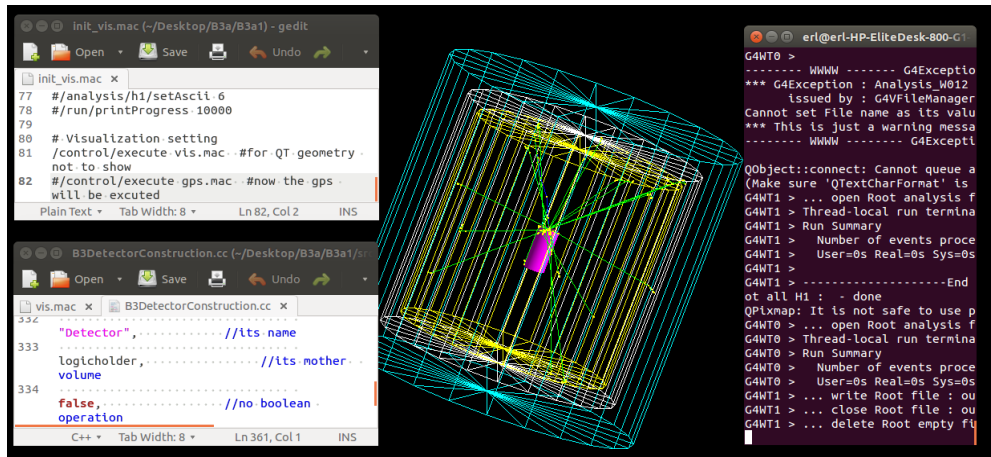 init_vis.mac (~/Desktop/B3a/B3a1) - gedit
Open Save Undo
init_vis.mac ×
77 #/analysis/h1/setAscii 6
78 #/run/printProgress 10000
79
80 # Visualization setting
81 /control/execute vis.mac #for QT geometry
not to show
82 #/control/execute gps.mac #now the gps
will be excuted
Plain Text Tab Width: 8 Ln 82, Col 2 INS
B3DetectorConstruction.cc (~/Desktop/B3a/B3a1/sr
Open Save Undo
vis.mac × B3DetectorConstruction.cc ×
332
"Detector", //its name
333
logicholder, //its mother
volume
334
false, //no boolean
operation
C++ Tab Width: 8 Ln 361, Col 1 INS
erl@erl-HP-EliteDesk-800-G1-
G4WT0 >
-------- WWWW ------- G4Exceptio
*** G4Exception : Analysis_W012
issued by : G4VFileManager
Cannot set File name as its valu
*** This is just a warning messa
-------- WWWW -------- G4Excepti
QObject::connect: Cannot queue a
(Make sure 'QTextCharFormat' is
G4WT1 > ... open Root analysis f
G4WT1 > Thread-local run termina
G4WT1 > Run Summary
G4WT1 > Number of events proce
G4WT1 > User=0s Real=0s Sys=0s
G4WT1 >
G4WT1 > ---------------------End
ot all H1 : - done
QPixmap: It is not safe to use p
G4WT0 > ... open Root analysis f
G4WT0 > Thread-local run termina
G4WT0 > Run Summary
G4WT0 > Number of events proce
G4WT0 > User=0s Real=0s Sys=0s
G4WT1 > ... write Root file : ou
G4WT1 > ... close Root file : ou
G4WT1 > ... delete Root empty fi